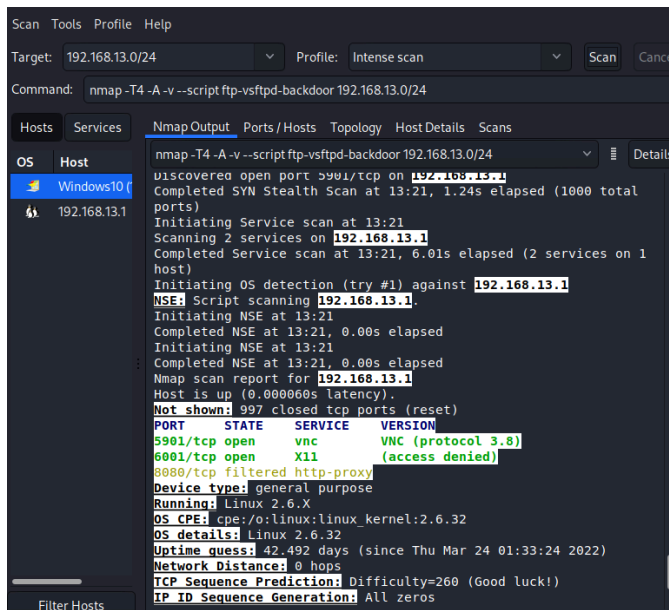 Scan Tools Profile Help
Target: 192.168.13.0/24 Profile: Intense scan Scan
Command: nmap -T4 -A -v --script ftp-vsftpd-backdoor 192.168.13.0/24
Hosts Services Nmap Output Ports / Hosts Topology Host Details Scans
OS Host
Windows10 (
192.168.13.1
Filter Hosts
nmap -T4 -A -v --script ftp-vsftpd-backdoor 192.168.13.0/24 Details
Discovered open port 5901/tcp on 192.168.13.1
Completed SYN Stealth Scan at 13:21, 1.24s elapsed (1000 total
ports)
Initiating Service scan at 13:21
Scanning 2 services on 192.168.13.1
Completed Service scan at 13:21, 6.01s elapsed (2 services on 1
host)
Initiating OS detection (try #1) against 192.168.13.1
NSE: Script scanning 192.168.13.1.
Initiating NSE at 13:21
Completed NSE at 13:21, 0.00s elapsed
Initiating NSE at 13:21
Completed NSE at 13:21, 0.00s elapsed
Nmap scan report for 192.168.13.1
Host is up (0.000060s latency).
Not shown: 997 closed tcp ports (reset)
PORT STATE SERVICE VERSION
5901/tcp open vnc VNC (protocol 3.8)
6001/tcp open X11 (access denied)
8080/tcp filtered http-proxy
Device type: general purpose
Running: Linux 2.6.X
OS CPE: cpe:/o:linux:linux_kernel:2.6.32
OS details: Linux 2.6.32
Uptime guess: 42.492 days (since Thu Mar 24 01:33:24 2022)
Network Distance: 0 hops
TCP Sequence Prediction: Difficulty=260 (Good luck!)
IP ID Sequence Generation: All zeros